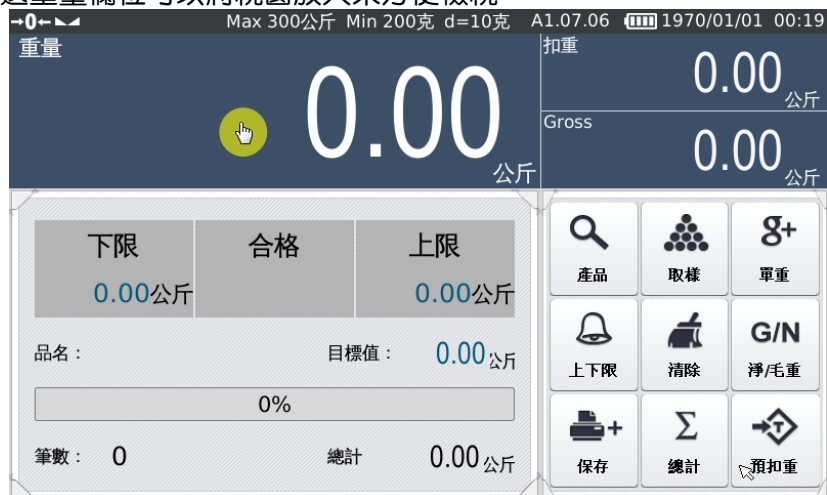 Max 300公斤 Min 200克 d=10克 A1.07.06 1970/01/01 00:19
→0←
重量
0.00
公斤
扣重
0.00
公斤
Gross
0.00
公斤
下限 合格 上限
0.00公斤 0.00公斤
品名： 目標值： 0.00公斤
0%
筆數： 0 總計 0.00公斤
產品 取樣 8+ 單重
上下限 清除 G/N 淨/毛重
+ 保存 Σ 總計 →T 預扣重